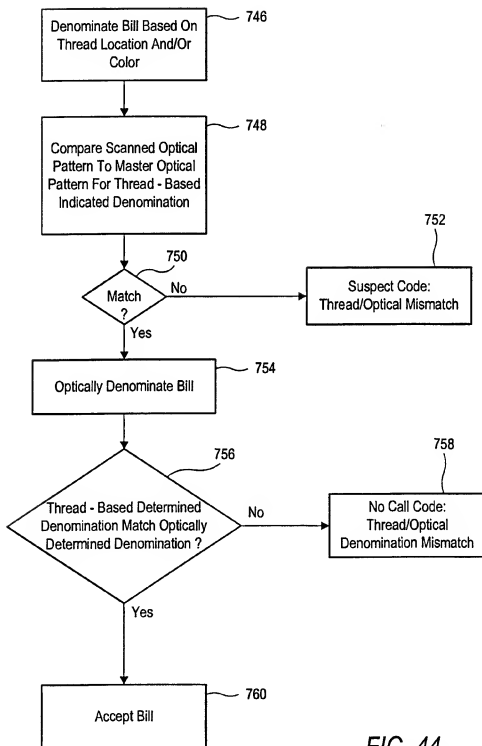 746
Denominate Bill Based On
Thread Location And/Or
Color
748
Compare Scanned Optical
Pattern To Master Optical
Pattern For Thread - Based
Indicated Denomination
750
Match
?
No
Yes
752
Suspect Code:
Thread/Optical Mismatch
754
Optically Denominate Bill
756
Thread - Based Determined
Denomination Match Optically
Determined Denomination ?
No
Yes
758
No Call Code:
Thread/Optical
Denomination Mismatch
760
Accept Bill
FIG. 44